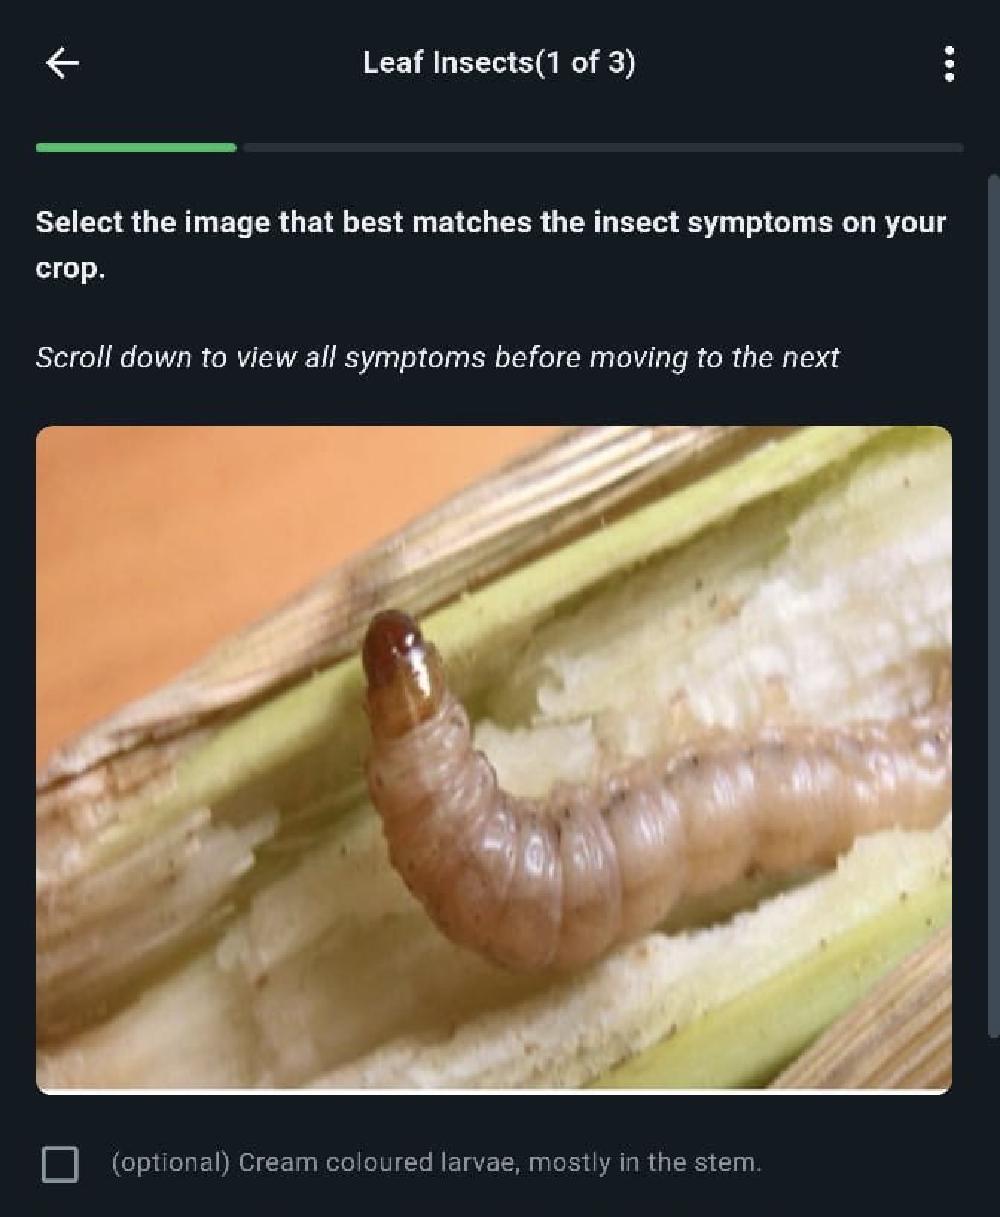 Leaf Insects(1 of 3)
Select the image that best matches the insect symptoms on your
crop.
Scroll down to view all symptoms before moving to the next
(optional) Cream coloured larvae, mostly in the stem.